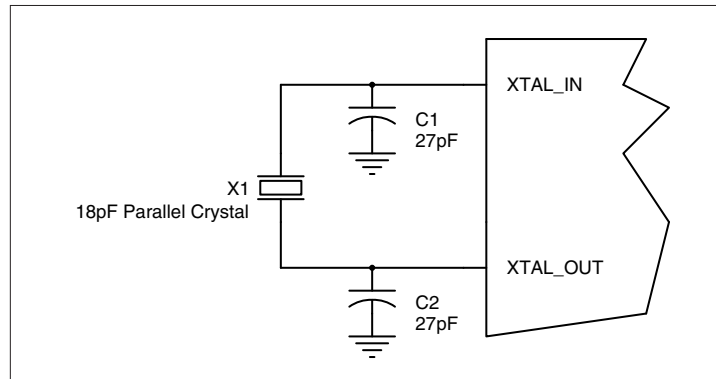 XTAL_IN
C1
27pF
X1
18pF Parallel Crystal
XTAL_OUT
C2
27pF